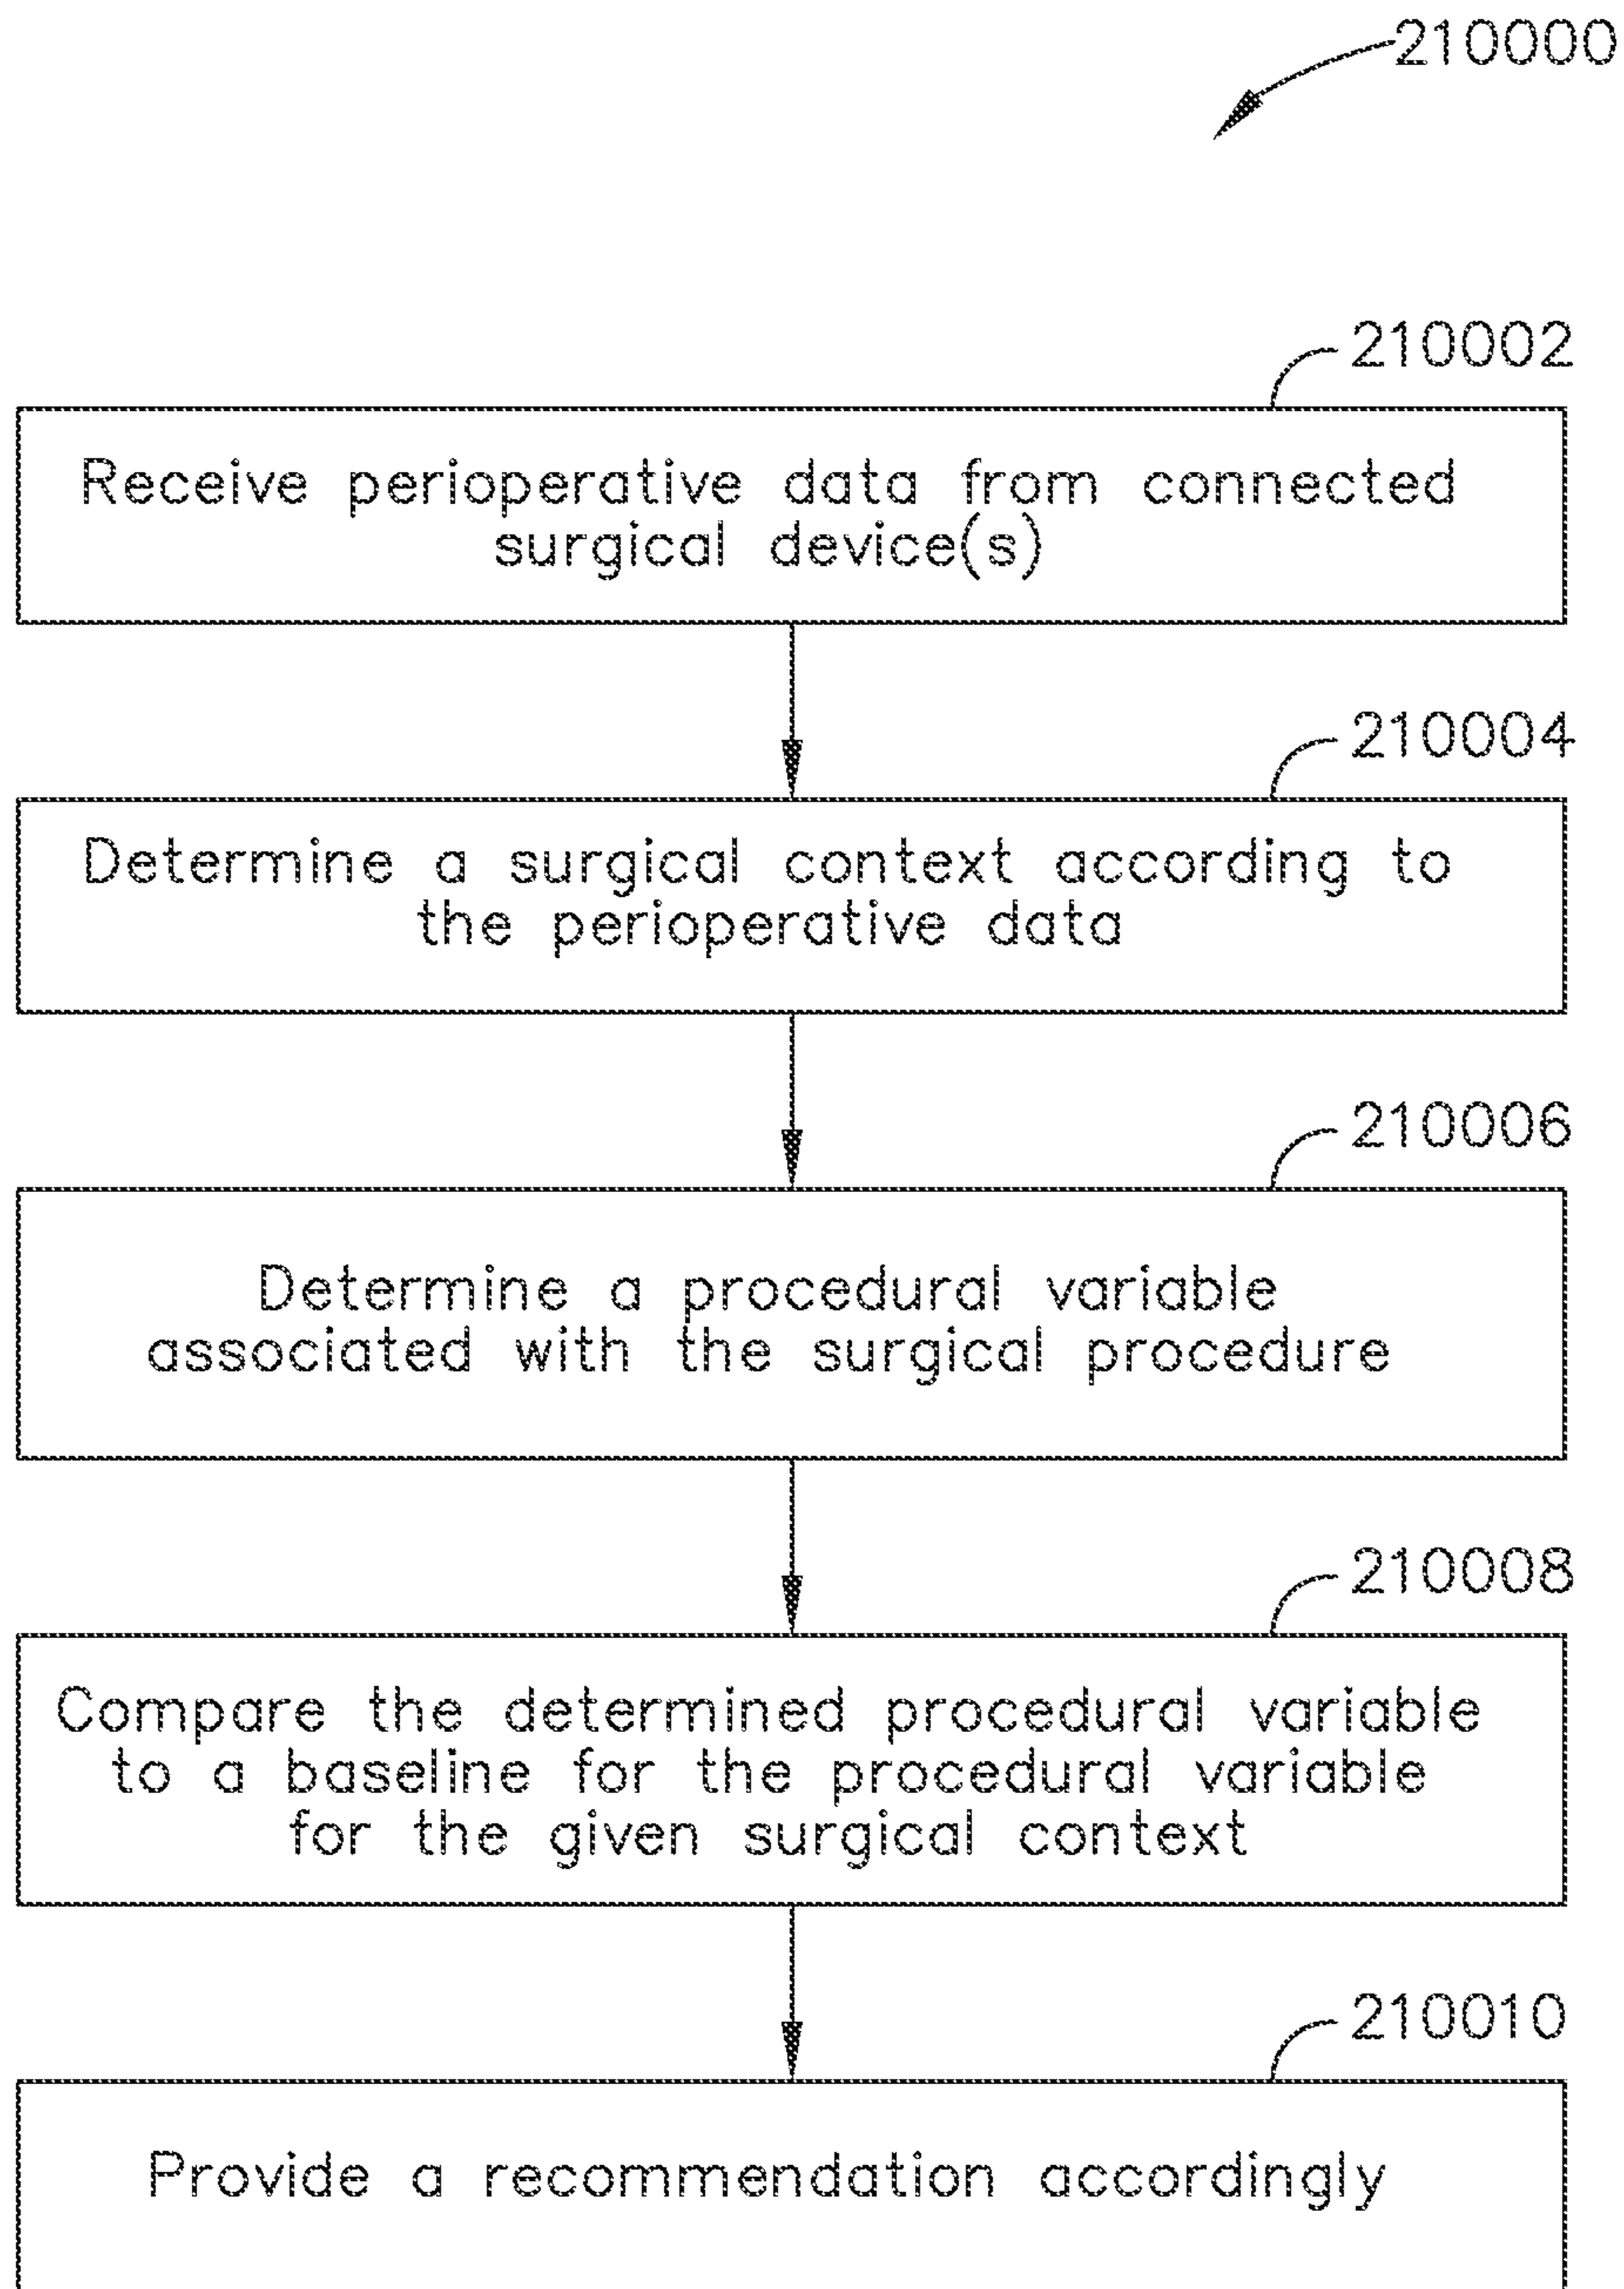 210000
210002
Receive perioperative data from connected
surgical device(s)
210004
Determine a surgical context according to
the perioperative data
210006
Determine a procedural variable
associated with the surgical procedure
210008
Compare the determined procedural variable
to a baseline for the procedural variable
for the given surgical context
210010
Provide a recommendation accordingly